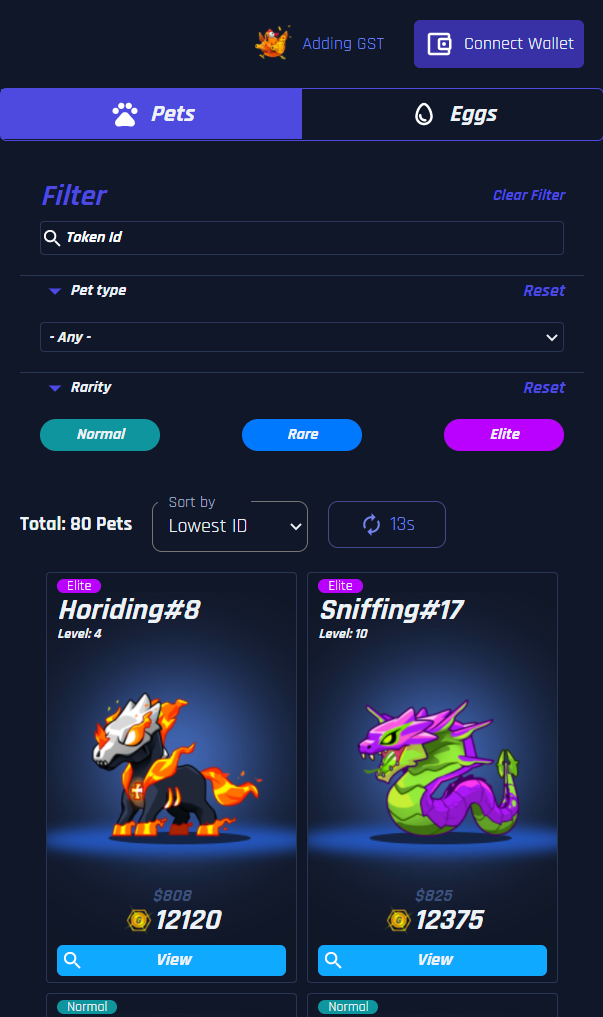 Adding GST
Connect Wallet
Pets
Eggs
Filter
Clear Filter
Token Id
Pet type
Reset
- Any -
Rarity
Reset
Normal
Rare
Elite
Total: 80 Pets
Sort by
Lowest ID
13s
Elite
Horiding#8
Level: 4
$808
12120
View
Elite
Sniffing#17
Level: 10
$825
12375
View
Normal
Normal